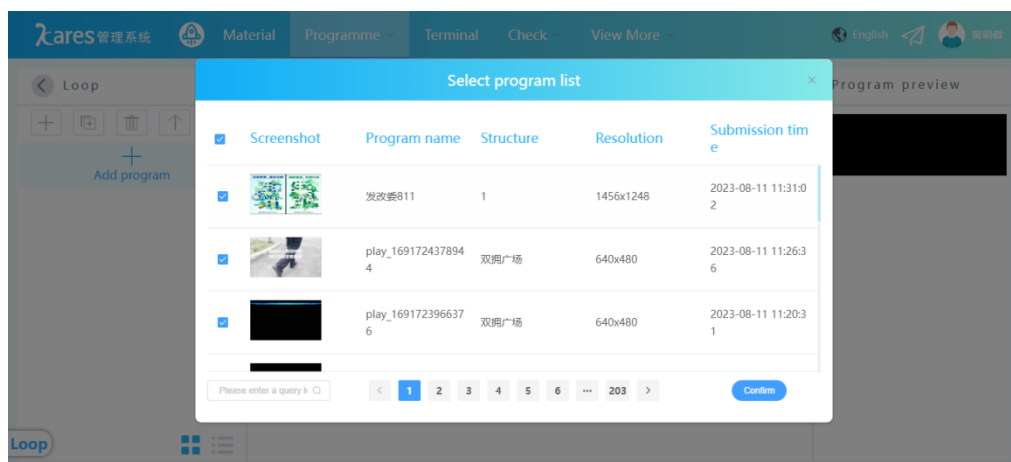 ares管理系统 Material Programme Terminal Check View More English
Loop
Select program list
Program preview
Add program
Screenshot Program name Structure Resolution Submission tim
e
发改委811 1 1456x1248 2023-08-11 11:31:0
2
play_169172437894
4 双拥广场 640x480 2023-08-11 11:26:3
6
play_169172396637
6 双拥广场 640x480 2023-08-11 11:20:3
1
Please enter a query k
< 1 2 3 4 5 6 ··· 203 >
Confirm
Loop